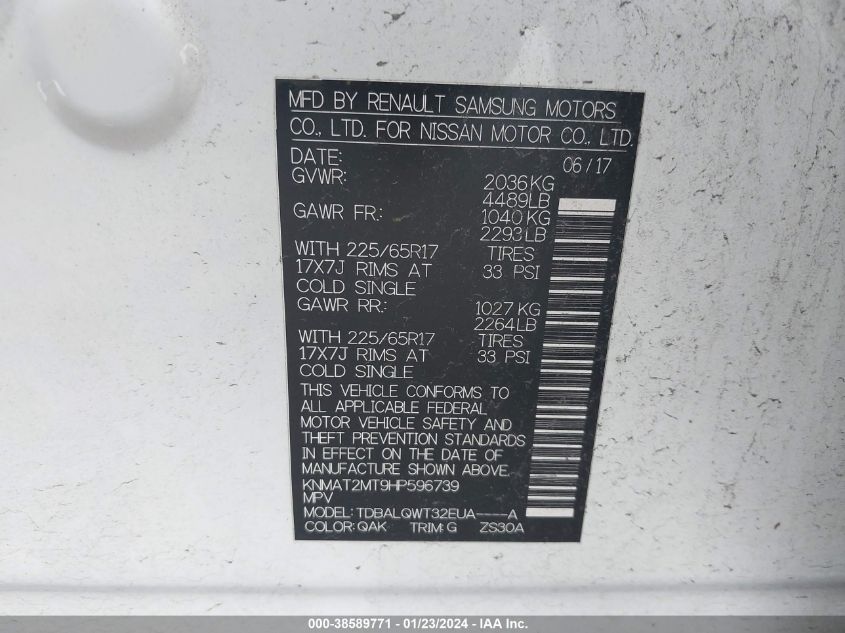 MFD BY RENAULT SAMSUNG MOTORS
CO., LTD. FOR NISSAN MOTOR CO., LTD.
DATE: 06/17
GVWR: 2036KG
4489LB
GAWR FR.: 1040KG
2293LB
WITH 225/65R17 TIRES
17X7J RIMS AT 33 PSI
COLD SINGLE
GAWR RR.: 1027KG
2264LB
WITH 225/65R17 TIRES
17X7J RIMS AT 33 PSI
COLD SINGLE
THIS VEHICLE CONFORMS TO
ALL APPLICABLE FEDERAL
MOTOR VEHICLE SAFETY AND
THEFT PREVENTION STANDARDS
IN EFFECT ON THE DATE OF
MANUFACTURE SHOWN ABOVE.
KNMAT2MT9HP596739
MPV
MODEL: TDBALQWT32EUA----A
COLOR: QAK TRIM: G ZS30A
000-38589771 - 01/23/2024 - IAA Inc.